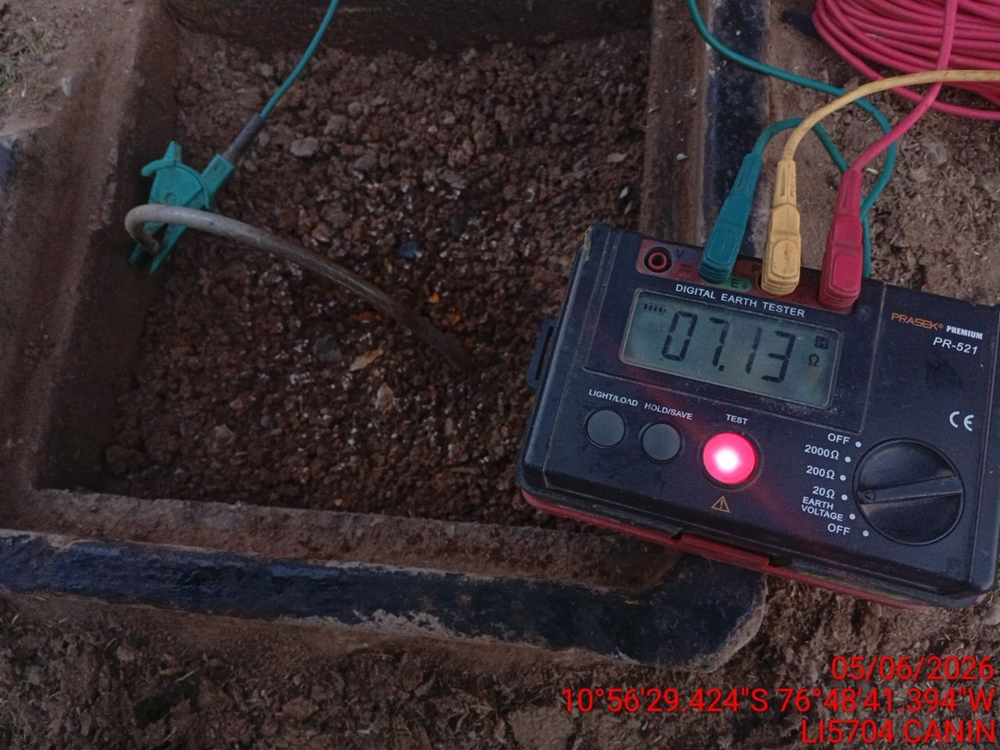 DIGITAL EARTH TESTER
PRASEK® PREMIUM
PR-521
07.13
Ω
LIGHT/LOAD
HOLD/SAVE
TEST
CE
OFF
2000Ω
200Ω
20Ω
EARTH
VOLTAGE
OFF
05/06/2026
10°56'29.424"S 76°48'41.394"W
LI5704 CANIN